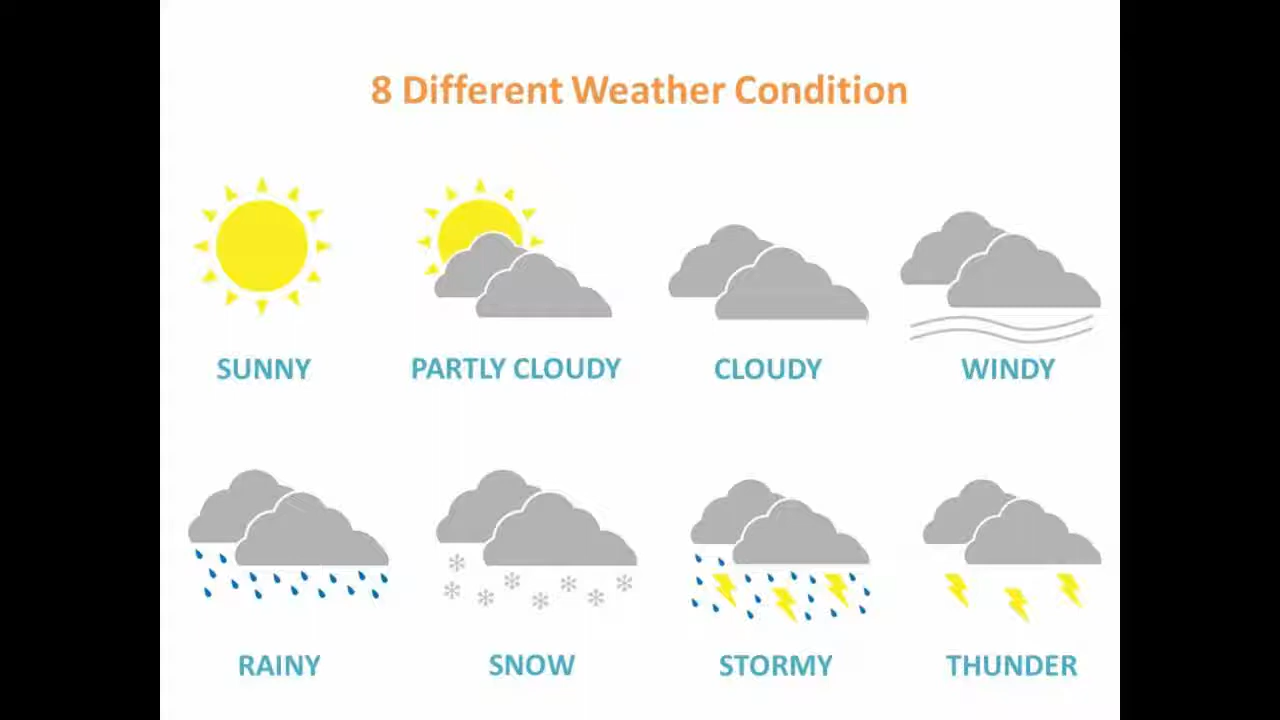 8 Different Weather Condition
SUNNY
PARTLY CLOUDY
CLOUDY
WINDY
RAINY
SNOW
STORMY
THUNDER